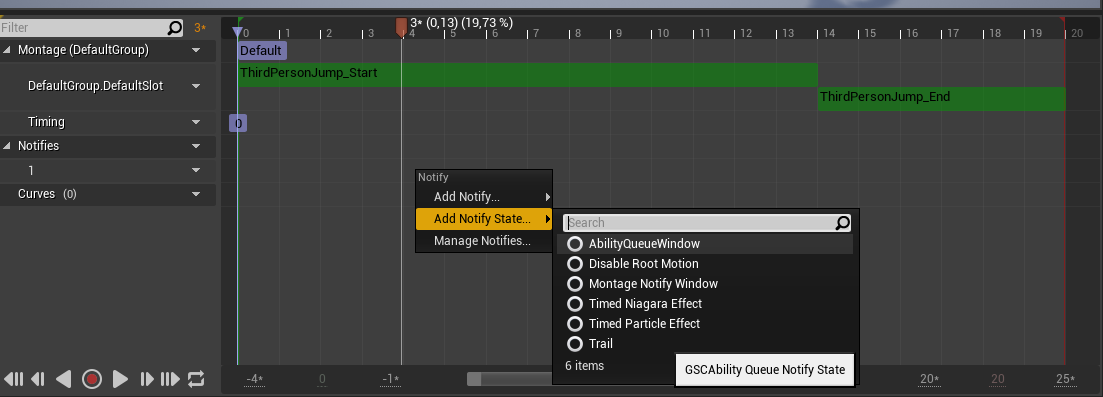 Filter
3*
3* (0,13) (19,73 %)
0 1 2 3 4 5 6 7 8 9 10 11 12 13 14 15 16 17 18 19 20
Montage (DefaultGroup)
Default
DefaultGroup.DefaultSlot
ThirdPersonJump_Start
ThirdPersonJump_End
Timing
0
Notifies
1
Curves (0)
Notify
Add Notify...
Add Notify State...
Manage Notifies...
Search
AbilityQueueWindow
Disable Root Motion
Montage Notify Window
Timed Niagara Effect
Timed Particle Effect
Trail
6 items
GSCAbility Queue Notify State
-4* 0 -1* 20* 20 25*